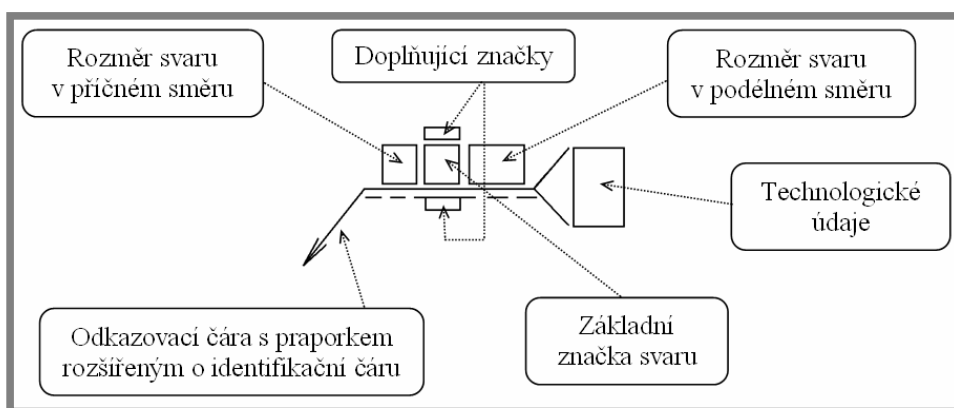 Rozměr svaru
v příčném směru
Doplňující značky
Rozměr svaru
v podélném směru
Technologické
údaje
Odkazovací čára s praporkem
rozšířeným o identifikační čáru
Základní
značka svaru